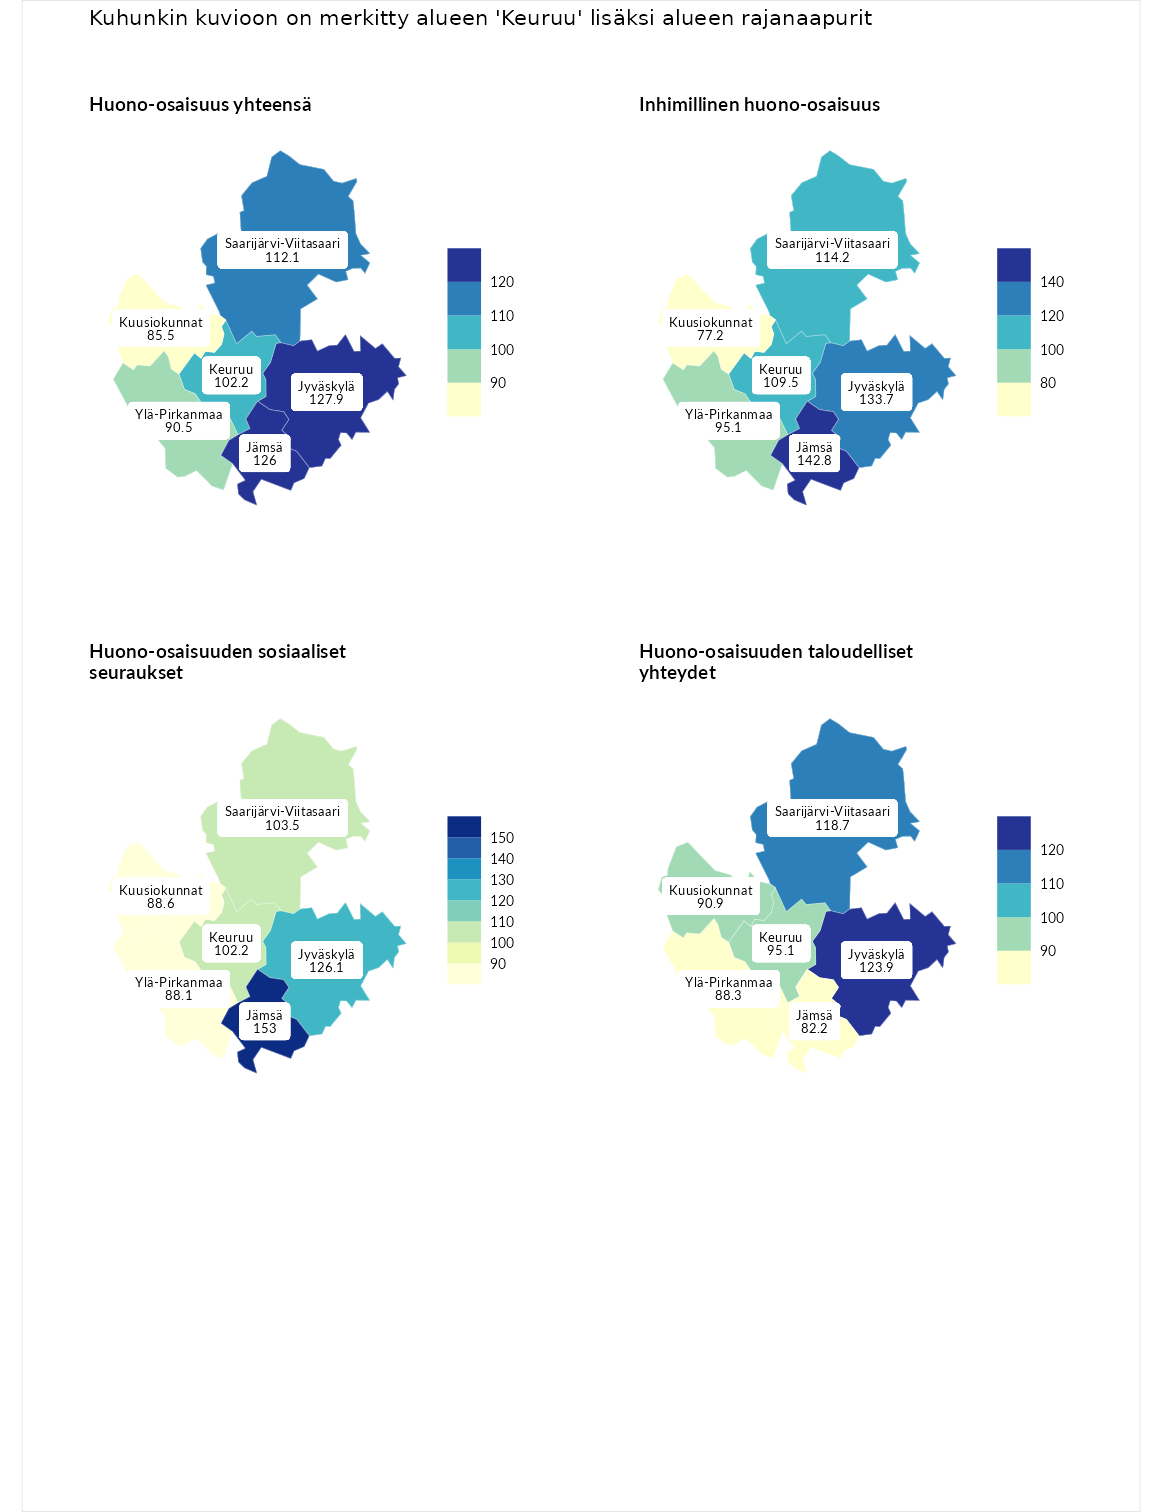 Kuhunkin kuvioon on merkitty alueen 'Keuruu' lisäksi alueen rajanaapurit
Huono-osaisuus yhteensä
Saarijärvi-Viitasaari
112.1
Kuusiokunnat
85.5
Keuruu
102.2
Jyväskylä
127.9
Ylä-Pirkanmaa
90.5
Jämsä
126
120
110
100
90
Inhimillinen huono-osaisuus
Saarijärvi-Viitasaari
114.2
Kuusiokunnat
77.2
Keuruu
109.5
Jyväskylä
133.7
Ylä-Pirkanmaa
95.1
Jämsä
142.8
140
120
100
80
Huono-osaisuuden sosiaaliset
seuraukset
Saarijärvi-Viitasaari
103.5
Kuusiokunnat
88.6
Keuruu
102.2
Jyväskylä
126.1
Ylä-Pirkanmaa
88.1
Jämsä
153
150
140
130
120
110
100
90
Huono-osaisuuden taloudelliset
yhteydet
Saarijärvi-Viitasaari
118.7
Kuusiokunnat
90.9
Keuruu
95.1
Jyväskylä
123.9
Ylä-Pirkanmaa
88.3
Jämsä
82.2
120
110
100
90